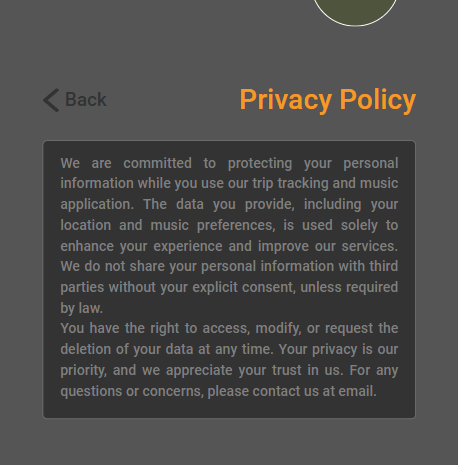 Back
Privacy Policy
We are committed to protecting your personal
information while you use our trip tracking and music
application. The data you provide, including your
location and music preferences, is used solely to
enhance your experience and improve our services.
We do not share your personal information with third
parties without your explicit consent, unless required
by law.
You have the right to access, modify, or request the
deletion of your data at any time. Your privacy is our
priority, and we appreciate your trust in us. For any
questions or concerns, please contact us at email.